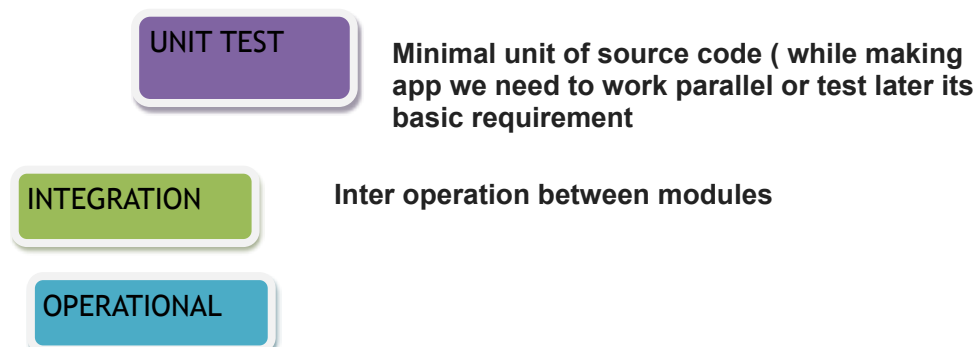 UNIT TEST
Minimal unit of source code ( while making
app we need to work parallel or test later its
basic requirement
INTEGRATION
Inter operation between modules
OPERATIONAL